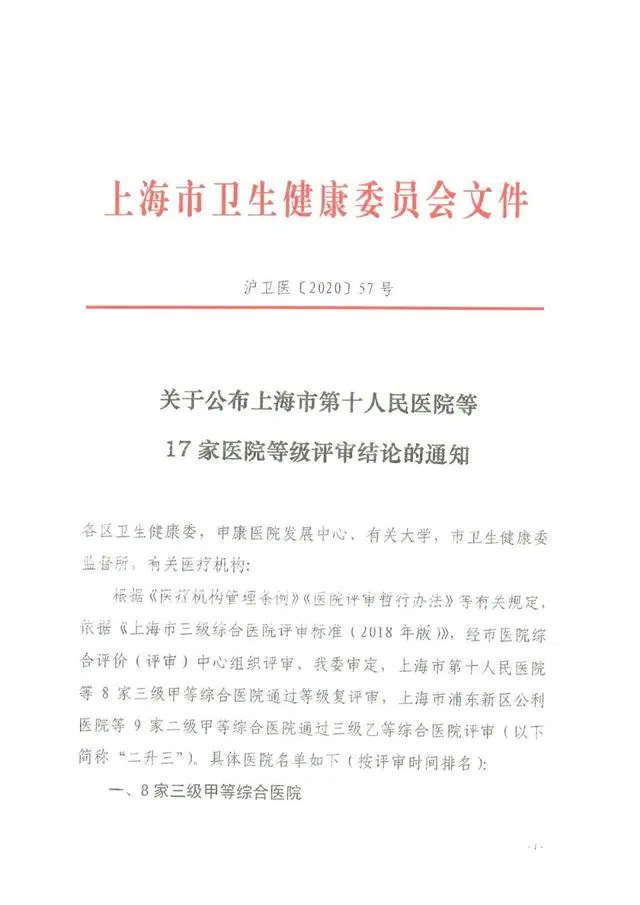 上海市卫生健康委员会文件
沪卫医〔2020〕57号
关于公布上海市第十人民医院等
17家医院等级评审结论的通知
各区卫生健康委，申康医院发展中心、有关大学，市卫生健康委
监督所，有关医疗机构：
根据《医疗机构管理条例》《医院评审暂行办法》等有关规定，
依据《上海市三级综合医院评审标准（2018年版）》，经市医院综
合评价（评审）中心组织评审、我委审定，上海市第十人民医院
等8家三级甲等综合医院通过等级复评审，上海市浦东新区公利
医院等9家二级甲等综合医院通过三级乙等综合医院评审（以下
简称“二升三”）。具体医院名单如下（按评审时间排名）：
一、8家三级甲等综合医院
- 1 -